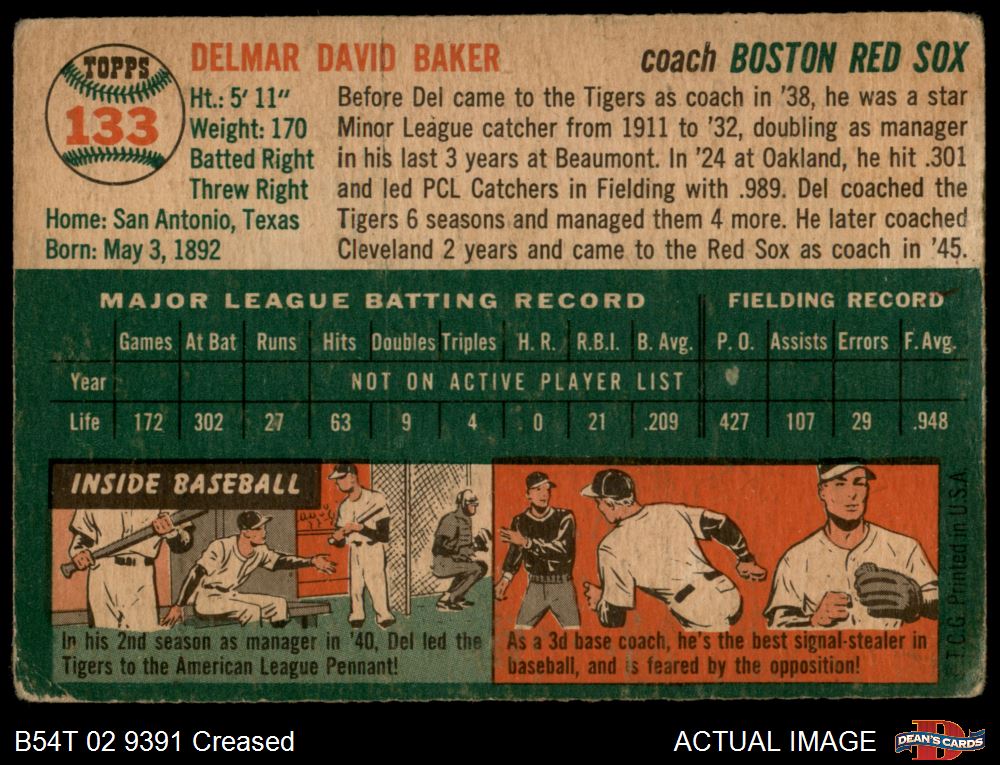 TOPPS
133
DELMAR DAVID BAKER
coach BOSTON RED SOX
Ht.: 5' 11"
Weight: 170
Batted Right
Threw Right
Home: San Antonio, Texas
Born: May 3, 1892
Before Del came to the Tigers as coach in '38, he was a star
Minor League catcher from 1911 to '32, doubling as manager
in his last 3 years at Beaumont. In '24 at Oakland, he hit .301
and led PCL Catchers in Fielding with .989. Del coached the
Tigers 6 seasons and managed them 4 more. He later coached
Cleveland 2 years and came to the Red Sox as coach in '45.
MAJOR LEAGUE BATTING RECORD FIELDING RECORD
Games At Bat Runs Hits Doubles Triples H. R. R.B.I. B. Avg. P. O. Assists Errors F. Avg.
Year NOT ON ACTIVE PLAYER LIST
Life 172 302 27 63 9 4 0 21 .209 427 107 29 .948
INSIDE BASEBALL
In his 2nd season as manager in '40, Del led the
Tigers to the American League Pennant!
As a 3d base coach, he's the best signal-stealer in
baseball, and is feared by the opposition!
T.C.G. Printed in U.S.A.
B54T 02 9391 Creased
ACTUAL IMAGE
DEAN'S CARDS